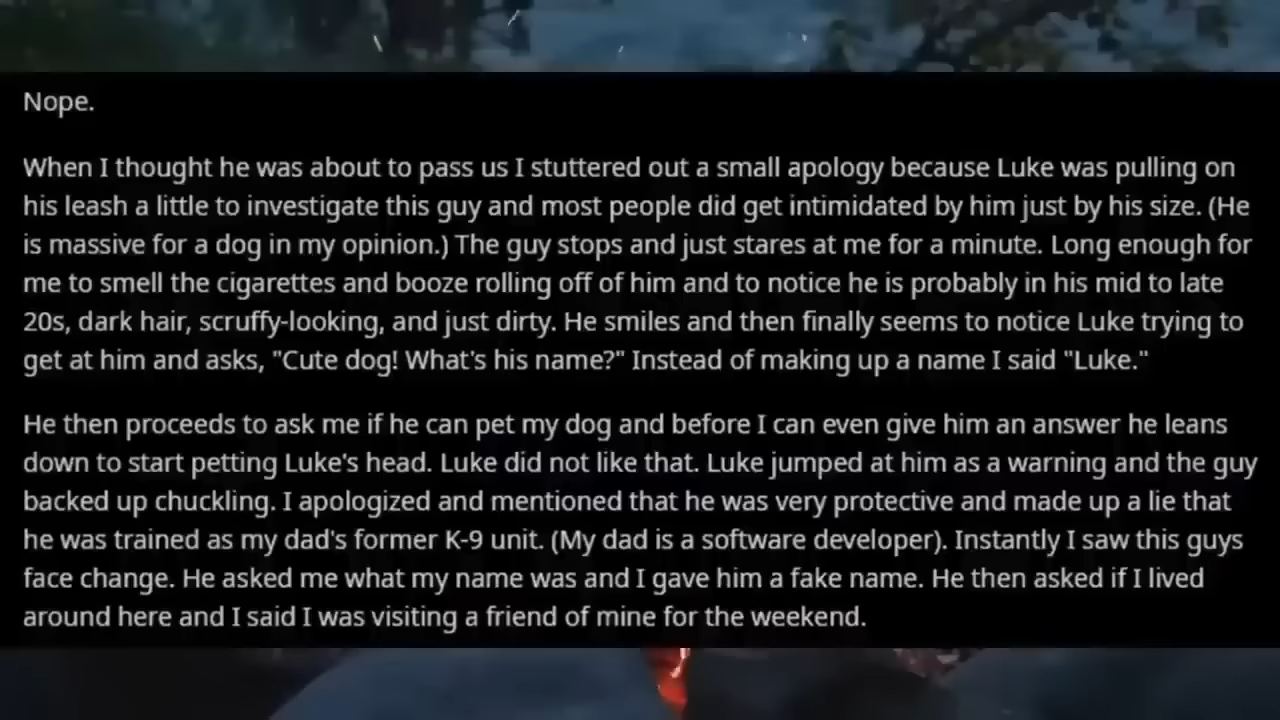 Nope.
When I thought he was about to pass us I stuttered out a small apology because Luke was pulling on
his leash a little to investigate this guy and most people did get intimidated by him just by his size. (He
is massive for a dog in my opinion.) The guy stops and just stares at me for a minute. Long enough for
me to smell the cigarettes and booze rolling off of him and to notice he is probably in his mid to late
20s, dark hair, scruffy-looking, and just dirty. He smiles and then finally seems to notice Luke trying to
get at him and asks, "Cute dog! What's his name?" Instead of making up a name I said "Luke."
He then proceeds to ask me if he can pet my dog and before I can even give him an answer he leans
down to start petting Luke's head. Luke did not like that. Luke jumped at him as a warning and the guy
backed up chuckling. I apologized and mentioned that he was very protective and made up a lie that
he was trained as my dad's former K-9 unit. (My dad is a software developer). Instantly I saw this guys
face change. He asked me what my name was and I gave him a fake name. He then asked if I lived
around here and I said I was visiting a friend of mine for the weekend.